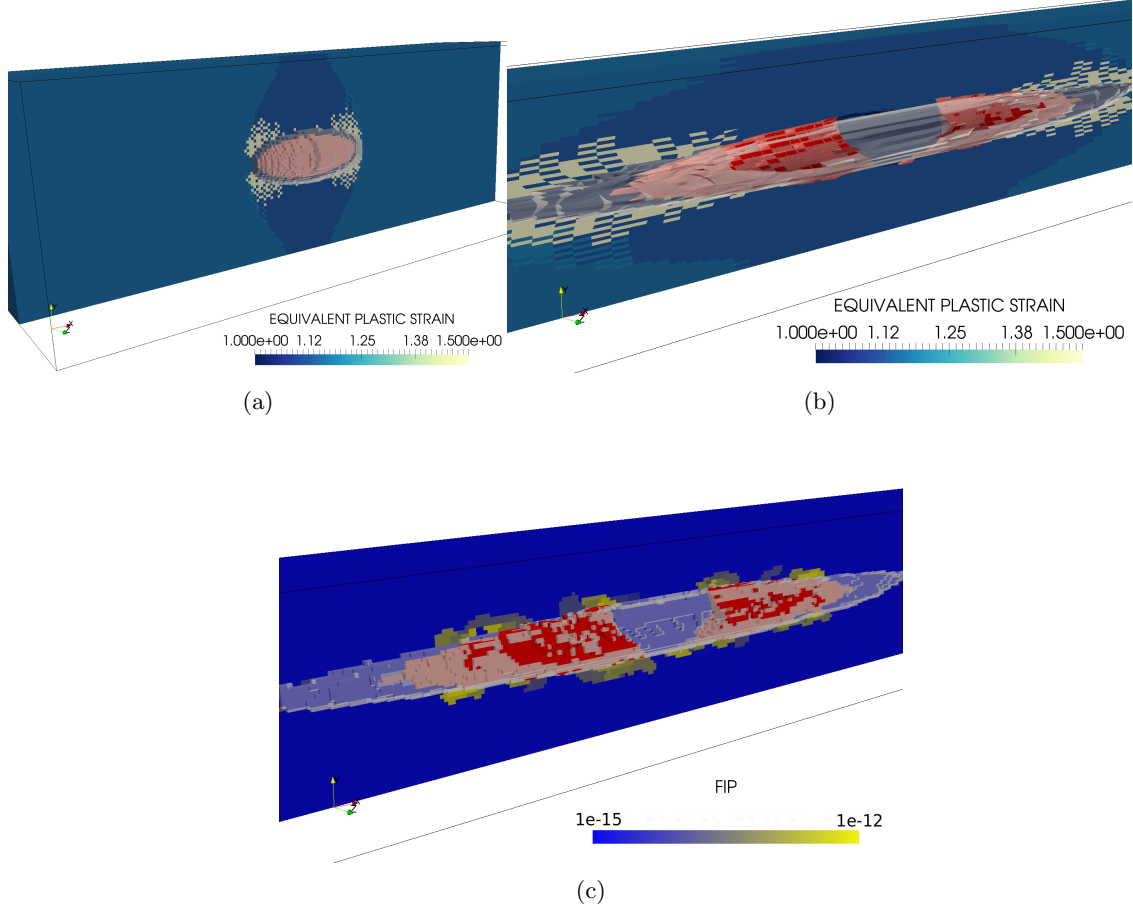 EQUIVALENT PLASTIC STRAIN
1.000e+00 1.12 1.25 1.38 1.500e+00
(a)
EQUIVALENT PLASTIC STRAIN
1.000e+00 1.12 1.25 1.38 1.500e+00
(b)
FIP
1e-15 1e-12
(c)